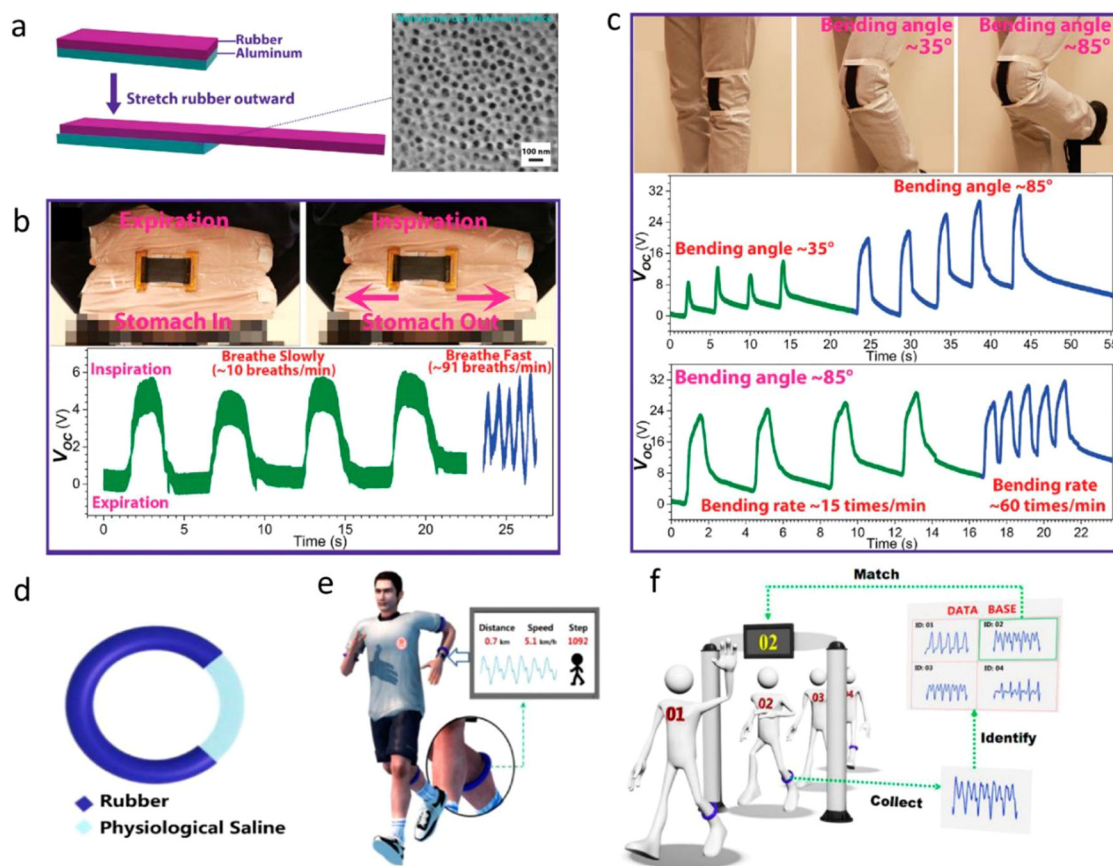 a
Rubber
Aluminum
Stretch rubber outward
100 nm
b
Expiration
Stomach In
Inspiration
Stomach Out
Breathe Slowly
(~10 breaths/min)
Breathe Fast
(~91 breaths/min)
Inspiration
Expiration
V_OC (V)
6
4
2
0
0 5 10 15 20 25
Time (s)
c
Bending angle
~35°
Bending angle
~85°
Bending angle ~35°
Bending angle ~85°
V_OC (V)
32
24
16
8
0
0 5 10 15 20 25 30 35 40 45 50 55
Time (s)
Bending angle ~85°
Bending rate ~15 times/min
Bending rate
~60 times/min
V_OC (V)
32
24
16
8
0
0 2 4 6 8 10 12 14 16 18 20 22
Time (s)
d
Rubber
Physiological Saline
e
Distance Speed Step
0.7 km 5.1 km/h 1092
f
Match
02
01
02
03
04
DATA BASE
ID: 01
ID: 02
ID: 03
ID: 04
Identify
Collect